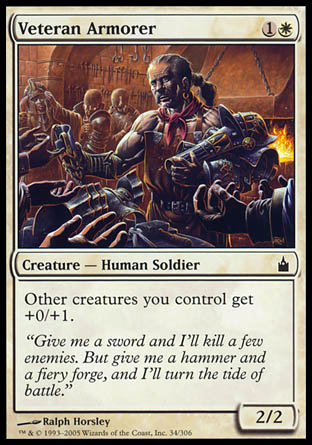 Veteran Armorer 1
Creature — Human Soldier
Other creatures you control get
+0/+1.
“Give me a sword and I'll kill a few
enemies. But give me a hammer and
a fiery forge, and I'll turn the tide of
battle.”
Ralph Horsley
™ & © 1993–2005 Wizards of the Coast, Inc. 34/306
2/2